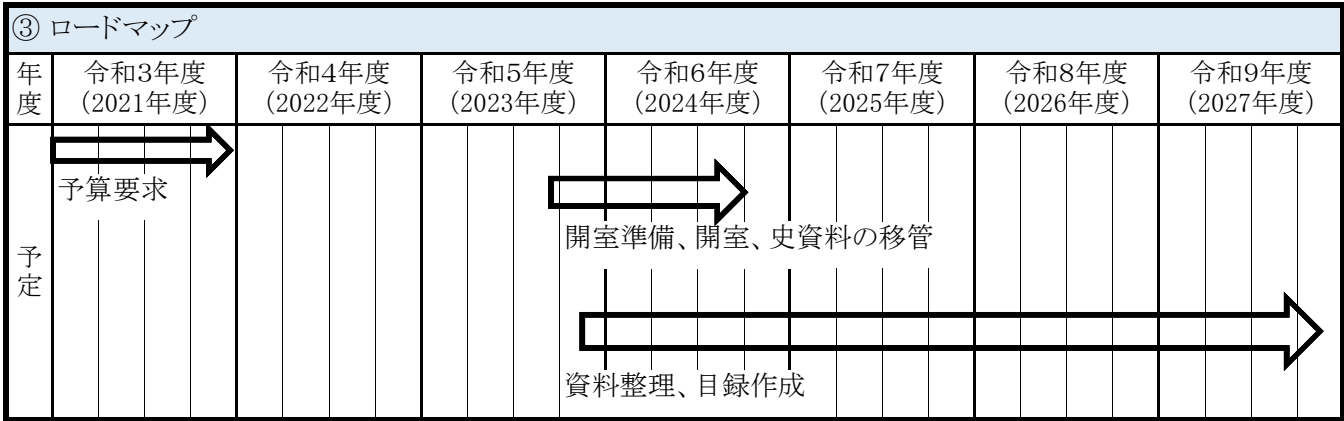 ③ ロードマップ
年度
令和3年度
(2021年度)
令和4年度
(2022年度)
令和5年度
(2023年度)
令和6年度
(2024年度)
令和7年度
(2025年度)
令和8年度
(2026年度)
令和9年度
(2027年度)
予定
予算要求
開室準備、開室、史資料の移管
資料整理、目録作成